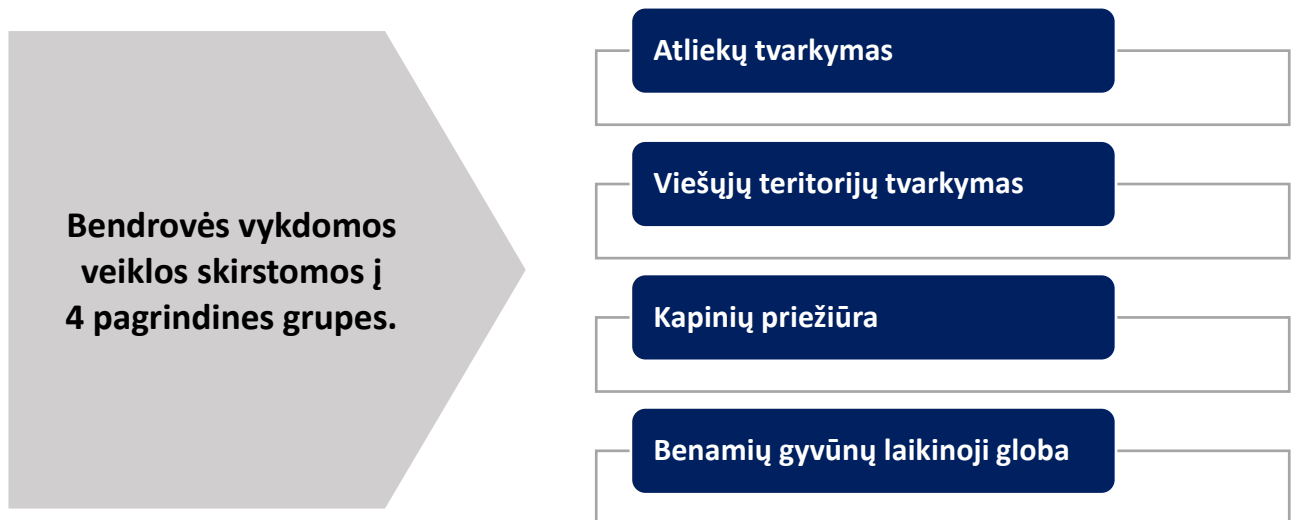 Bendrovės vykdomos
veiklos skirstomos į
4 pagrindines grupes.
Atliekų tvarkymas
Viešųjų teritorijų tvarkymas
Kapinių priežiūra
Benamių gyvūnų laikinoji globa